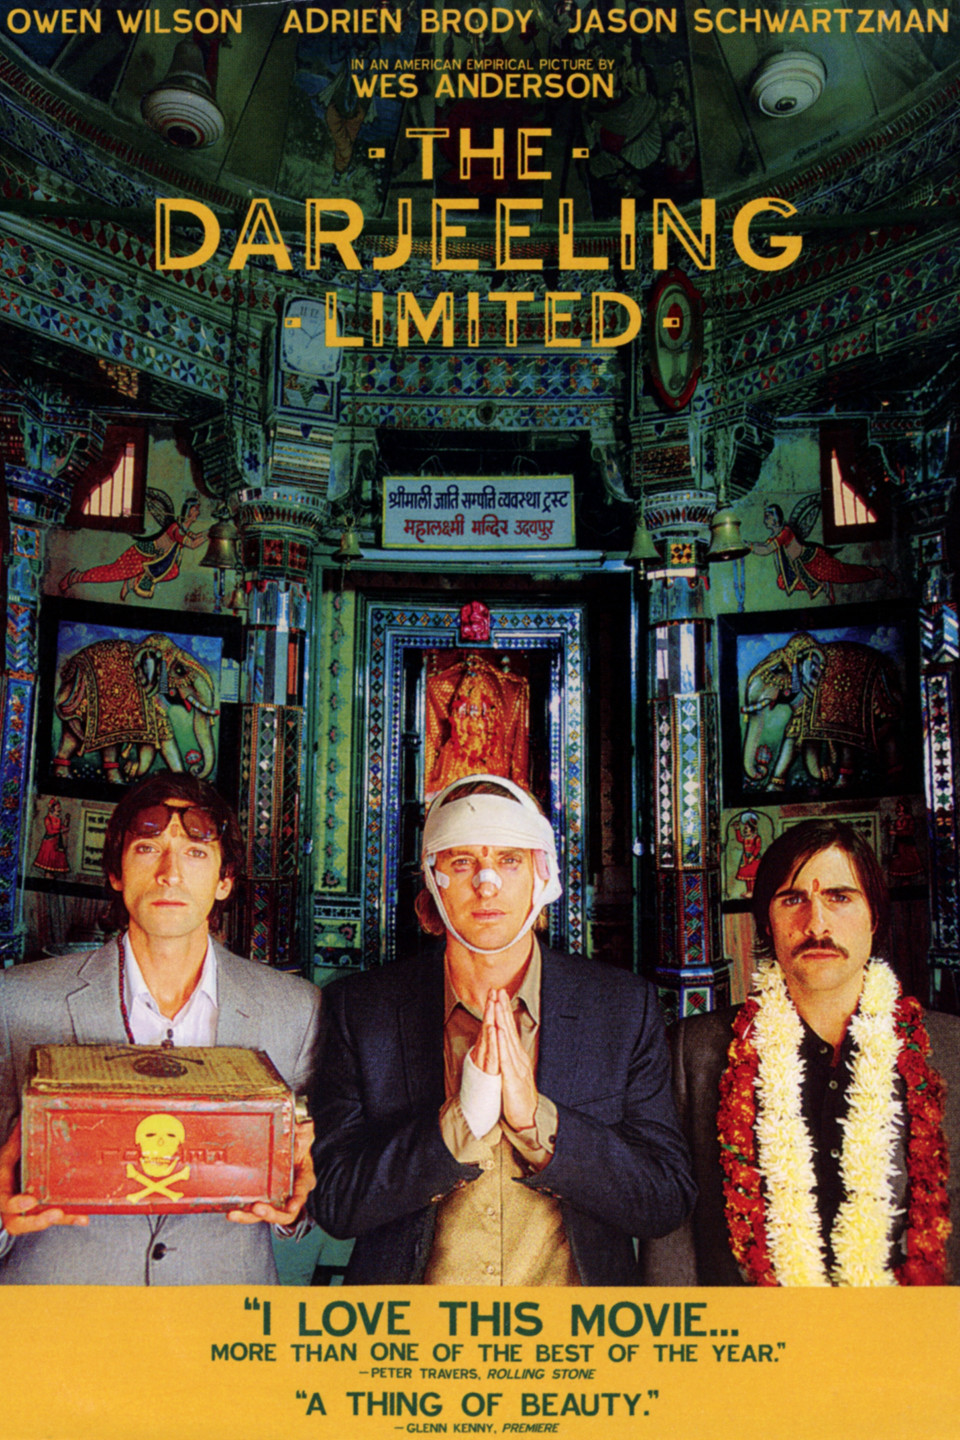 OWEN WILSON ADRIEN BRODY JASON SCHWARTZMAN
IN AN AMERICAN EMPIRICAL PICTURE BY
WES ANDERSON
THE
DARJEELING
LIMITED
श्रीमाली जाति सम्पत्ति व्यवस्था ट्रस्ट
महालक्ष्मी मन्दिर उदयपुर
"I LOVE THIS MOVIE...
MORE THAN ONE OF THE BEST OF THE YEAR."
—PETER TRAVERS, ROLLING STONE
"A THING OF BEAUTY."
—GLENN KENNY, PREMIERE